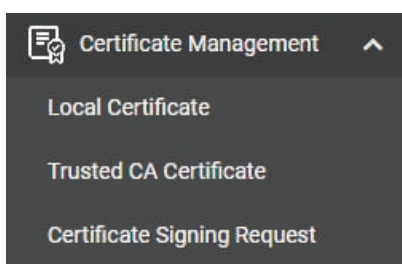 Certificate Management
Local Certificate
Trusted CA Certificate
Certificate Signing Request